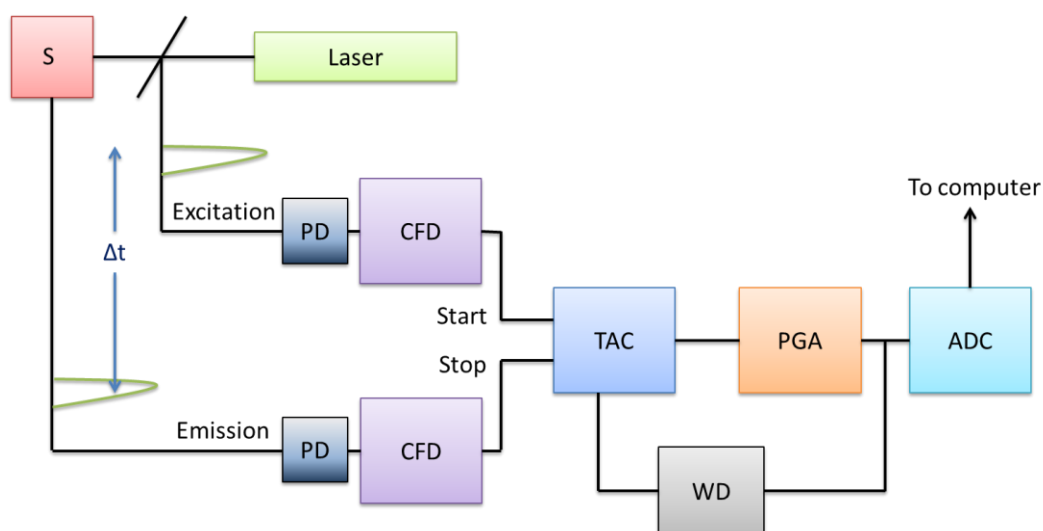 S
Laser
Excitation
PD
CFD
To computer
Δt
Start
Stop
TAC
PGA
ADC
Emission
PD
CFD
WD